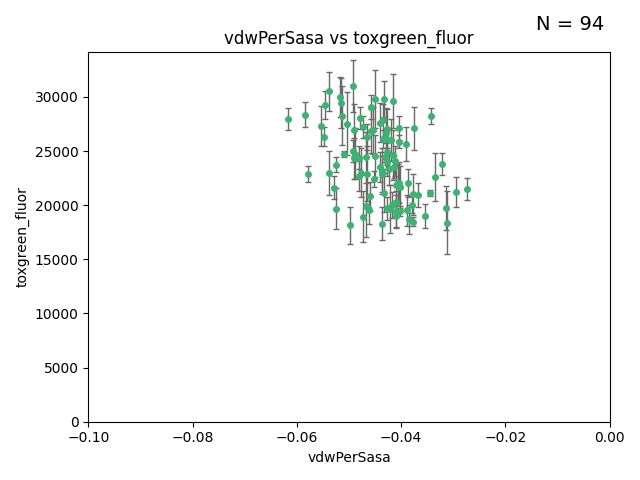 N = 94
vdwPerSasa vs toxgreen_fluor
30000
25000
20000
15000
10000
5000
0
toxgreen_fluor
−0.10 −0.08 −0.06 −0.04 −0.02 0.00
vdwPerSasa